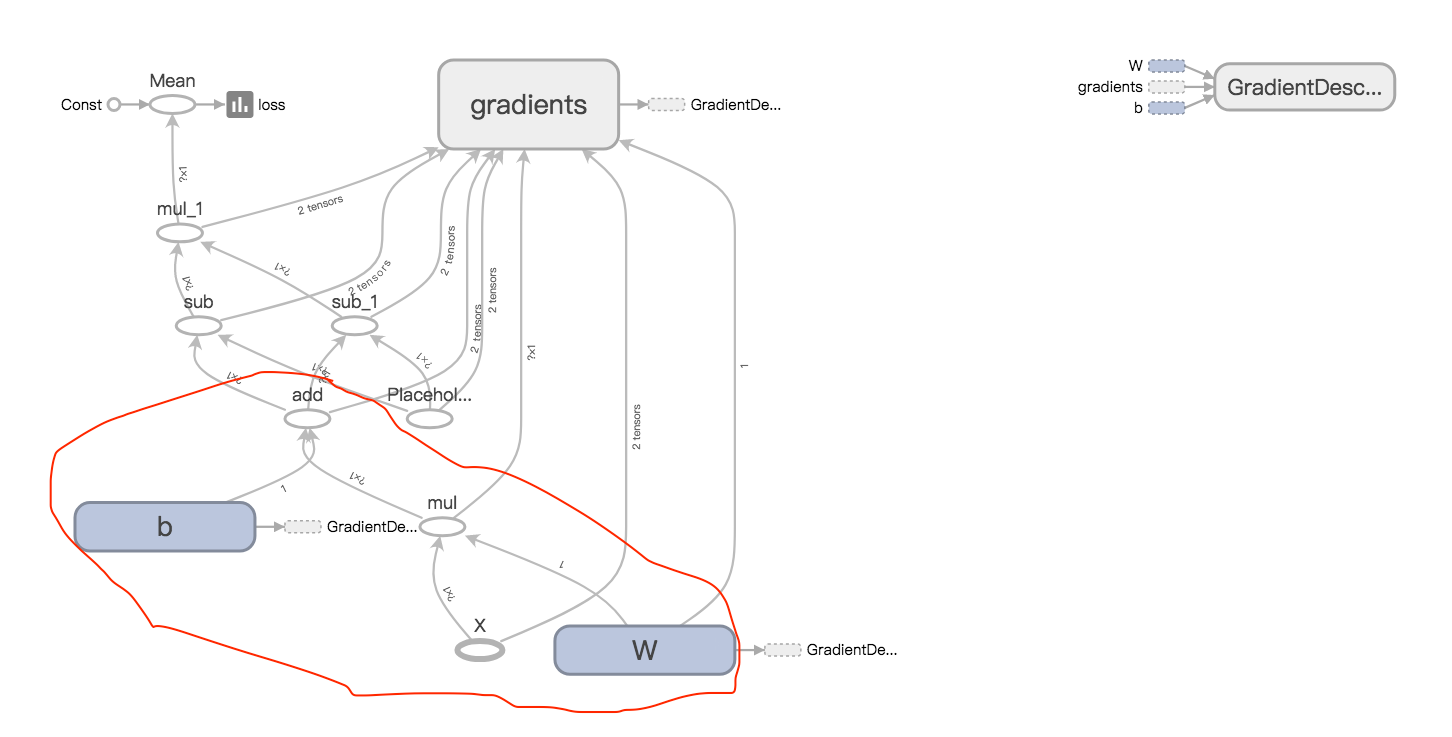 Mean
Const
loss
gradients
GradientDe...
W
gradients
b
GradientDesc...
?x1
mul_1
2 tensors
?x1
?x1
2 tensors
2 tensors
2 tensors
2 tensors
sub
sub_1
?x1
?x1
?x1
?x1
1
add
Placehol...
2 tensors
?x1
1
mul
b
GradientDe...
1
?x1
X
W
GradientDe...